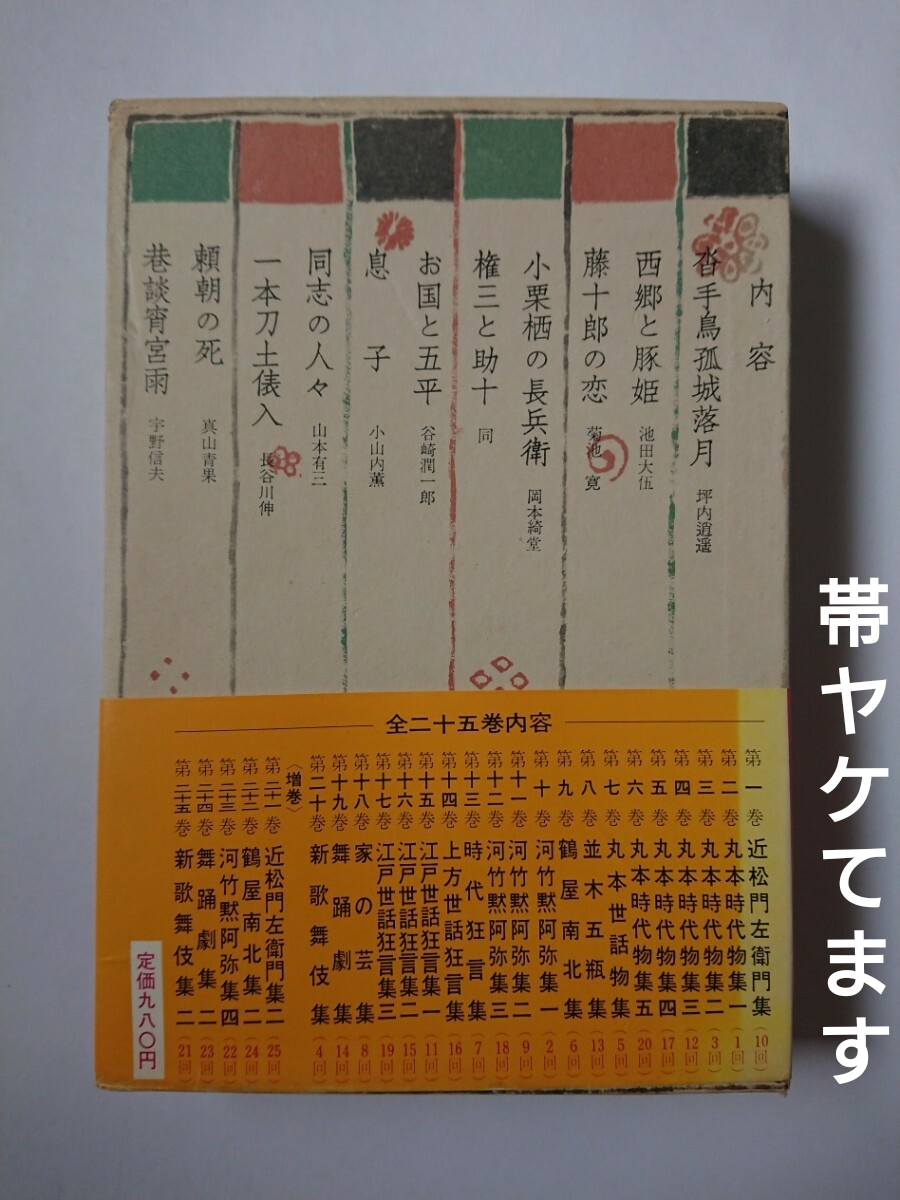 内容
沓手鳥孤城落月 坪内逍遥
西郷と豚姫 池田大伍
藤十郎の恋 菊池寛
小栗栖の長兵衛 岡本綺堂
権三と助十 同
お国と五平 谷崎潤一郎
息子 小山内薫
同志の人々 山本有三
一本刀土俵入 長谷川伸
頼朝の死 真山青果
巷談宵宮雨 宇野信夫
全二十五巻内容
第一巻 近松門左衛門集 (10回)
第二巻 丸本時代物集一 (1回)
第三巻 丸本時代物集二 (3回)
第四巻 丸本時代物集三 (12回)
第五巻 丸本時代物集四 (17回)
第六巻 丸本時代物集五 (20回)
第七巻 丸本世話物集 (5回)
第八巻 並木五瓶集 (13回)
第九巻 鶴屋南北集 (6回)
第十巻 河竹黙阿弥集一 (2回)
第十一巻 河竹黙阿弥集二 (9回)
第十二巻 河竹黙阿弥集三 (18回)
第十三巻 時代狂言集 (7回)
第十四巻 上方世話狂言集 (16回)
第十五巻 江戸世話狂言集一 (11回)
第十六巻 江戸世話狂言集二 (15回)
第十七巻 江戸世話狂言集三 (19回)
第十八巻 家の芸集 (8回)
第十九巻 舞踊劇集 (14回)
第二十巻 新歌舞伎集 (4回)
〈増巻〉
第二十一巻 近松門左衛門集二 (25回)
第二十二巻 鶴屋南北集二 (24回)
第二十三巻 河竹黙阿弥集四 (22回)
第二十四巻 舞踊劇集二 (23回)
第二十五巻 新歌舞伎集二 (21回)
定価九八〇円
帯ヤケてます